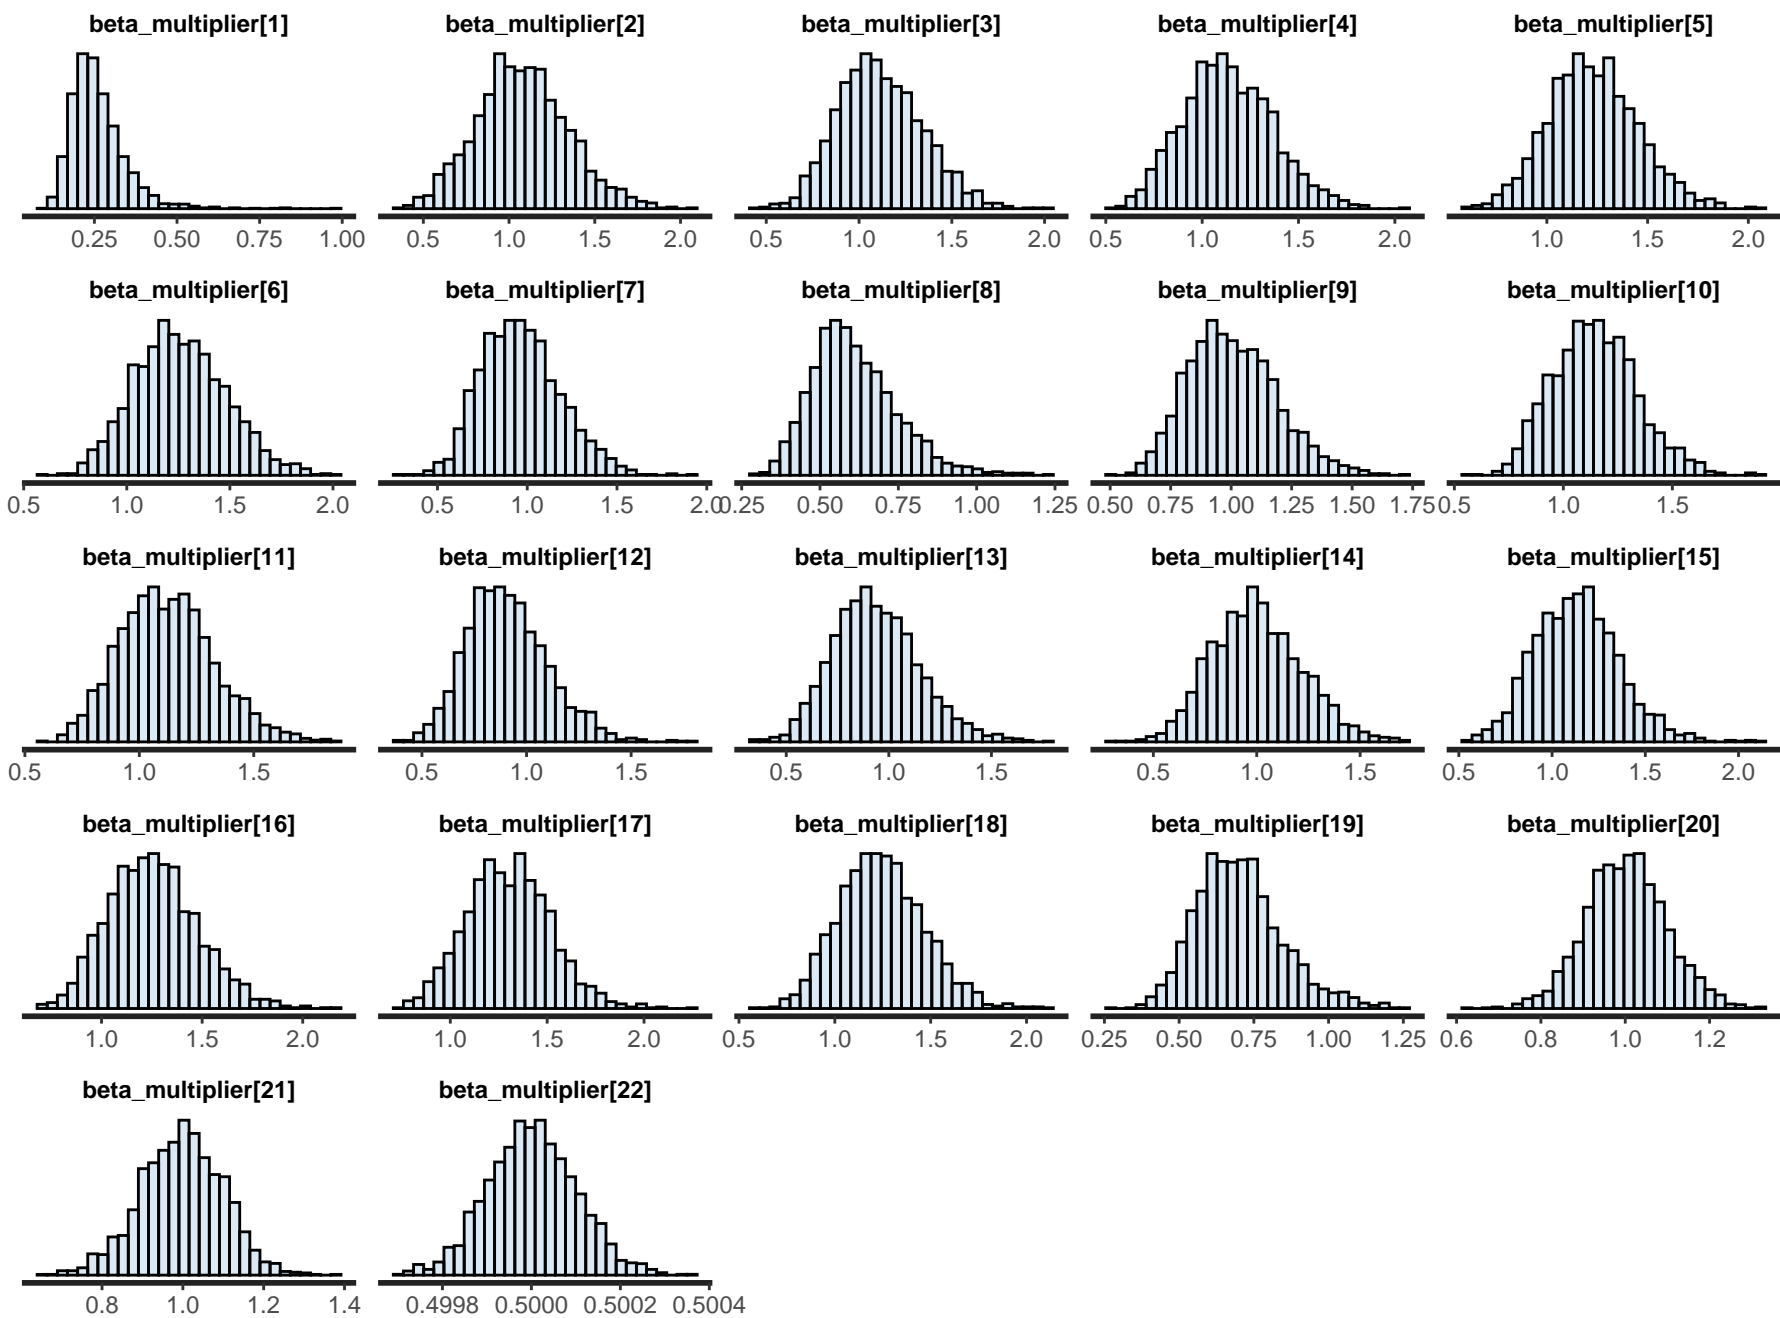 beta_multiplier[1] beta_multiplier[2] beta_multiplier[3] beta_multiplier[4] beta_multiplier[5]
0.25 0.50 0.75 1.00 0.5 1.0 1.5 2.0 0.5 1.0 1.5 2.0 0.5 1.0 1.5 2.0 1.0 1.5 2.0
beta_multiplier[6] beta_multiplier[7] beta_multiplier[8] beta_multiplier[9] beta_multiplier[10]
0.5 1.0 1.5 2.0 0.5 1.0 1.5 2.0 0.25 0.50 0.75 1.00 1.25 0.50 0.75 1.00 1.25 1.50 1.75 0.5 1.0 1.5
beta_multiplier[11] beta_multiplier[12] beta_multiplier[13] beta_multiplier[14] beta_multiplier[15]
0.5 1.0 1.5 0.5 1.0 1.5 0.5 1.0 1.5 0.5 1.0 1.5 0.5 1.0 1.5 2.0
beta_multiplier[16] beta_multiplier[17] beta_multiplier[18] beta_multiplier[19] beta_multiplier[20]
1.0 1.5 2.0 1.0 1.5 2.0 0.5 1.0 1.5 2.0 0.25 0.50 0.75 1.00 1.25 0.6 0.8 1.0 1.2
beta_multiplier[21] beta_multiplier[22]
0.8 1.0 1.2 1.4 0.4998 0.5000 0.5002 0.5004